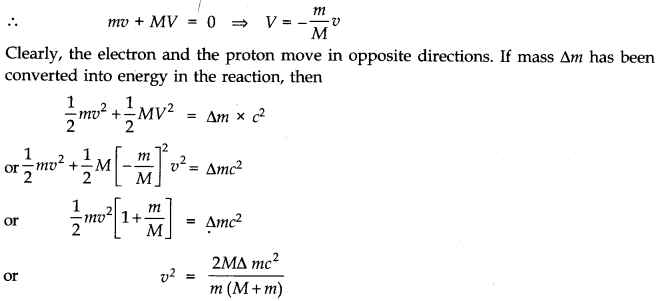 ∴ mv + MV = 0 ⇒ V = −(m/M)v
Clearly, the electron and the proton move in opposite directions. If mass Δm has been
converted into energy in the reaction, then
1/2 mv² + 1/2 MV² = Δm × c²
or 1/2 mv² + 1/2 M[−m/M]² v² = Δmc²
or 1/2 mv²[1 + m/M] = Δmc²
or v² = 2MΔ mc² / m (M + m)